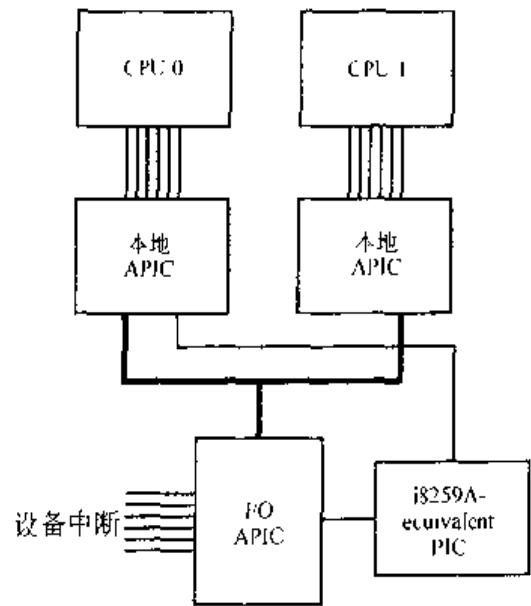 CPU 0
CPU 1
本地
APIC
本地
APIC
设备中断
I/O
APIC
i8259A-
equivalent
PIC